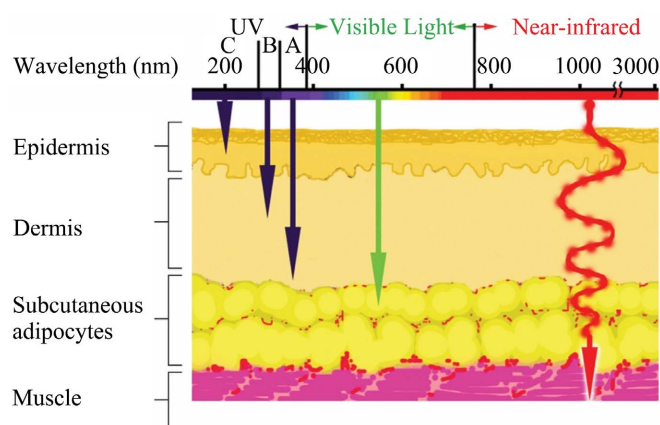 UV
C B A
Visible Light
Near-infrared
Wavelength (nm)
200 400 600 800 1000 3000
Epidermis
Dermis
Subcutaneous
adipocytes
Muscle